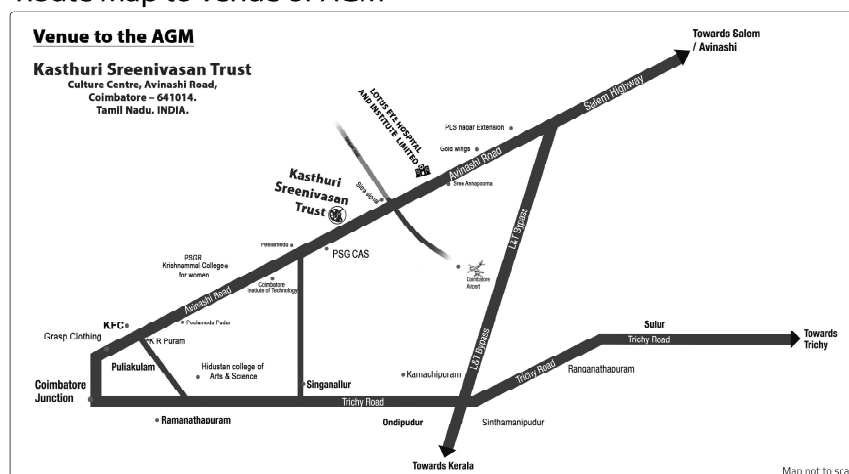 Route Map to Venue of AGM
Venue to the AGM
Kasthuri Sreenivasan Trust
Culture Centre, Avinashi Road,
Coimbatore – 641014.
Tamil Nadu. INDIA.
Towards Salem
/ Avinashi
Salem Highway
LOTUS EYE HOSPITAL
AND INSTITUTE LIMITED
PLS nagar Extension
Gold wings
Avinashi Road
Sree Annapoorna
Kasthuri
Sreenivasan
Trust
Sitra signal
L&T Bypass
Peelamedu
PSG CAS
PSGR
Krishnammal College
for women
Coimbatore
Institute of Technology
Coimbatore
Airport
Avinashi Road
KFC
Grasp Clothing
K R Puram
Puliakulam
Sulur
Trichy Road
Towards
Trichy
L&T Bypass
Hidustan college of
Arts & Science
Kamachipuram
Trichy Road
Ranganathapuram
Coimbatore
Junction
Singanallur
Trichy Road
Ramanathapuram
Ondipudur
Sinthamanipudur
Towards Kerala
Map not to sca